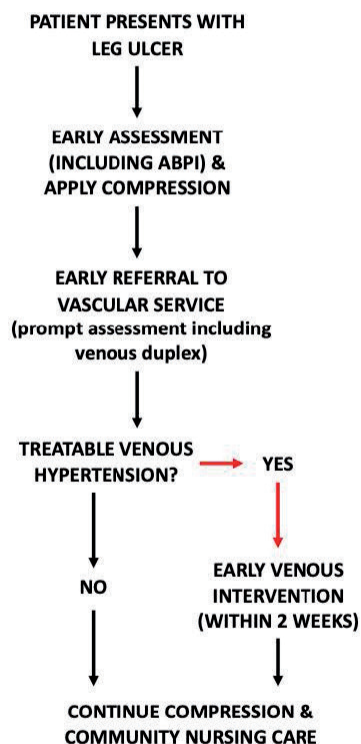 PATIENT PRESENTS WITH
LEG ULCER
EARLY ASSESSMENT
(INCLUDING ABPI) &
APPLY COMPRESSION
EARLY REFERRAL TO
VASCULAR SERVICE
(prompt assessment including
venous duplex)
TREATABLE VENOUS
HYPERTENSION?
YES
NO
EARLY VENOUS
INTERVENTION
(WITHIN 2 WEEKS)
CONTINUE COMPRESSION &
COMMUNITY NURSING CARE